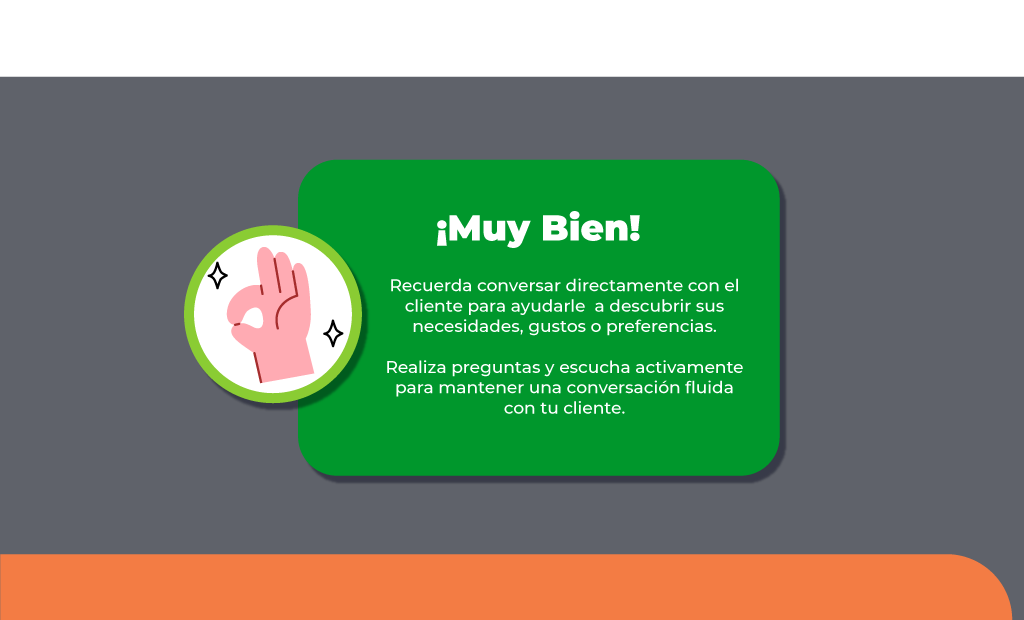 ¡Muy Bien!
Recuerda conversar directamente con el
cliente para ayudarle  a descubrir sus
necesidades, gustos o preferencias.
Realiza preguntas y escucha activamente
para mantener una conversación fluida
con tu cliente.